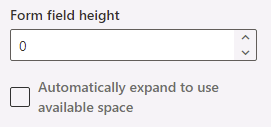 Form field height
0
Automatically expand to use
available space